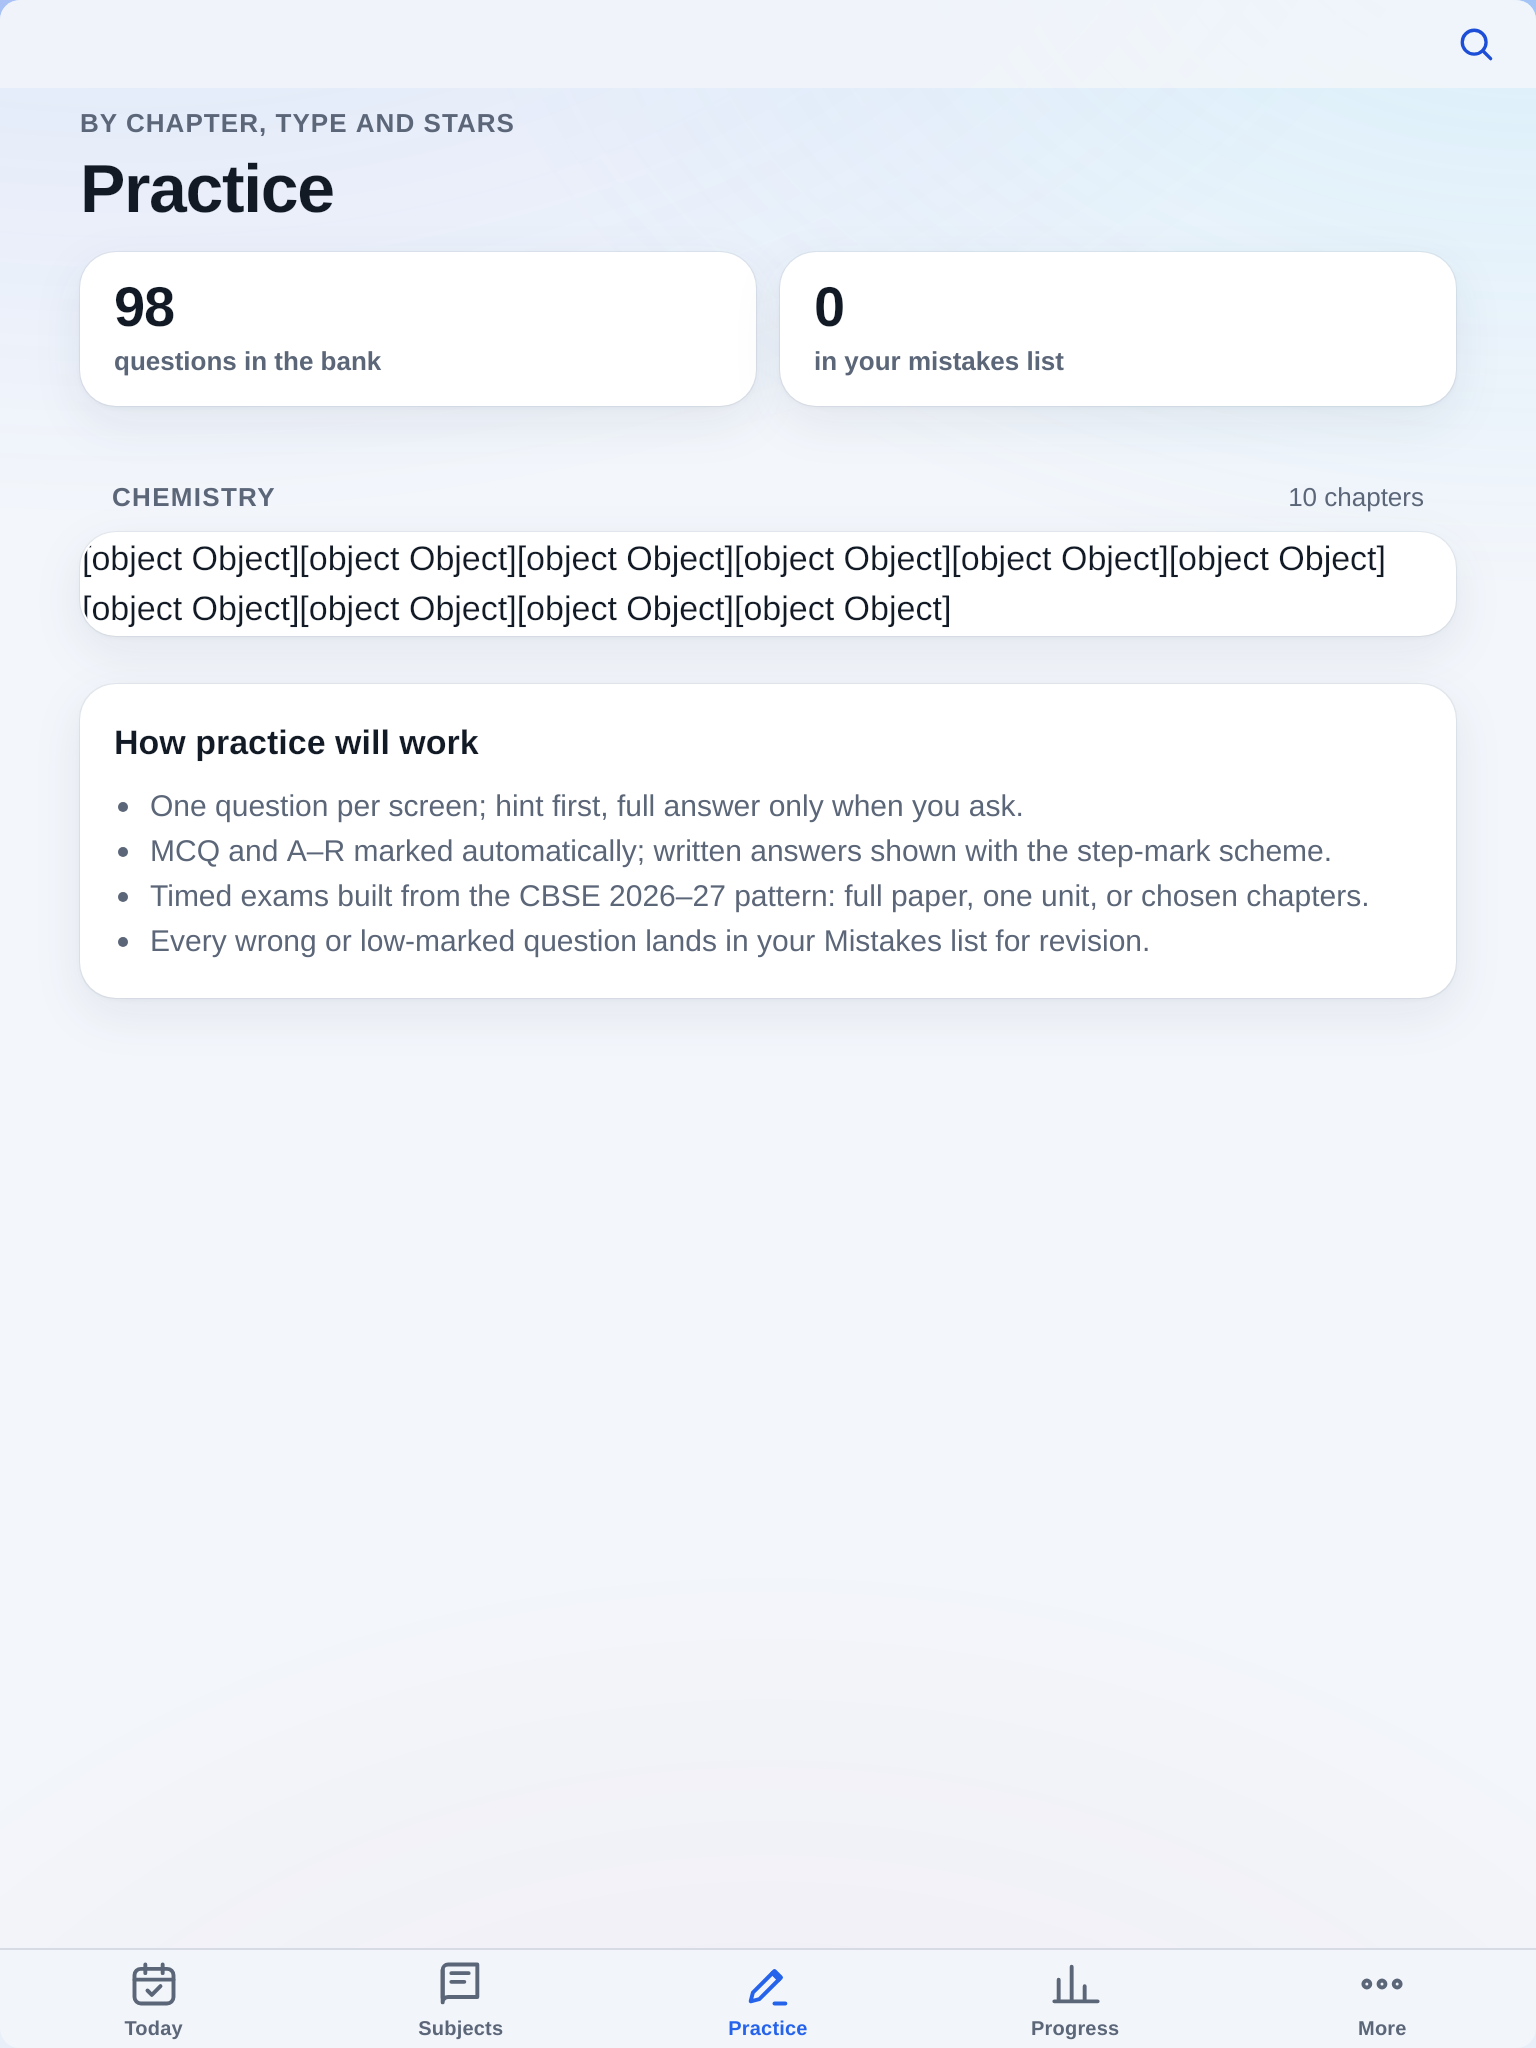 BY CHAPTER, TYPE AND STARS
Practice
98
questions in the bank
0
in your mistakes list
CHEMISTRY
10 chapters
[object Object][object Object][object Object][object Object][object Object][object Object]
[object Object][object Object][object Object][object Object]
How practice will work
• One question per screen; hint first, full answer only when you ask.
• MCQ and A–R marked automatically; written answers shown with the step-mark scheme.
• Timed exams built from the CBSE 2026–27 pattern: full paper, one unit, or chosen chapters.
• Every wrong or low-marked question lands in your Mistakes list for revision.
Today
Subjects
Practice
Progress
More